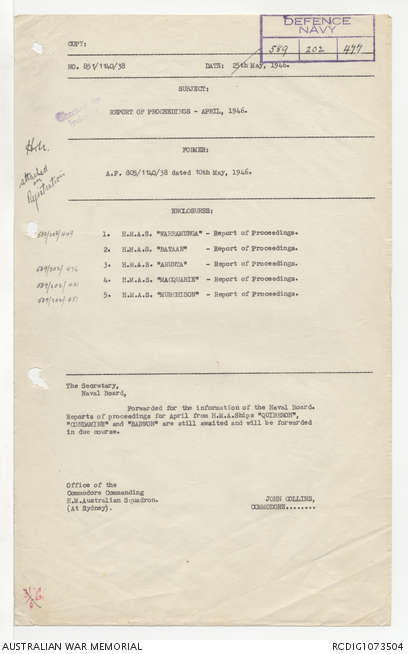 DEFENCE
NAVY
589 202 477
COPY:
NO. 851/1140/38 DATE: 25th May, 1946.
SUBJECT:
REPORT OF PROCEEDINGS - APRIL, 1946.
attached
on
FORMER:
A.F. 805/1140/38 dated 10th May, 1946.
ENCLOSURES:
1. H.M.A.S. "WARRAMUNGA" - Report of Proceedings.
2. H.M.A.S. "BATAAN" - Report of Proceedings.
3. H.M.A.S. "ARUNTA" - Report of Proceedings.
4. H.M.A.S. "MACQUARIE" - Report of Proceedings.
5. H.M.A.S. "MURCHISON" - Report of Proceedings.
The Secretary,
Naval Board,
Forwarded for the information of the Naval Board.
Reports of proceedings for April from H.M.A.Ships "QUIBERON",
"CONDAMINE" and "BARWON" are still awaited and will be forwarded
in due course.
Office of the
Commodore Commanding
H.M.Australian Squadron.
(At Sydney).
JOHN COLLINS,
COMMODORE........
AUSTRALIAN WAR MEMORIAL RCDIG1073504